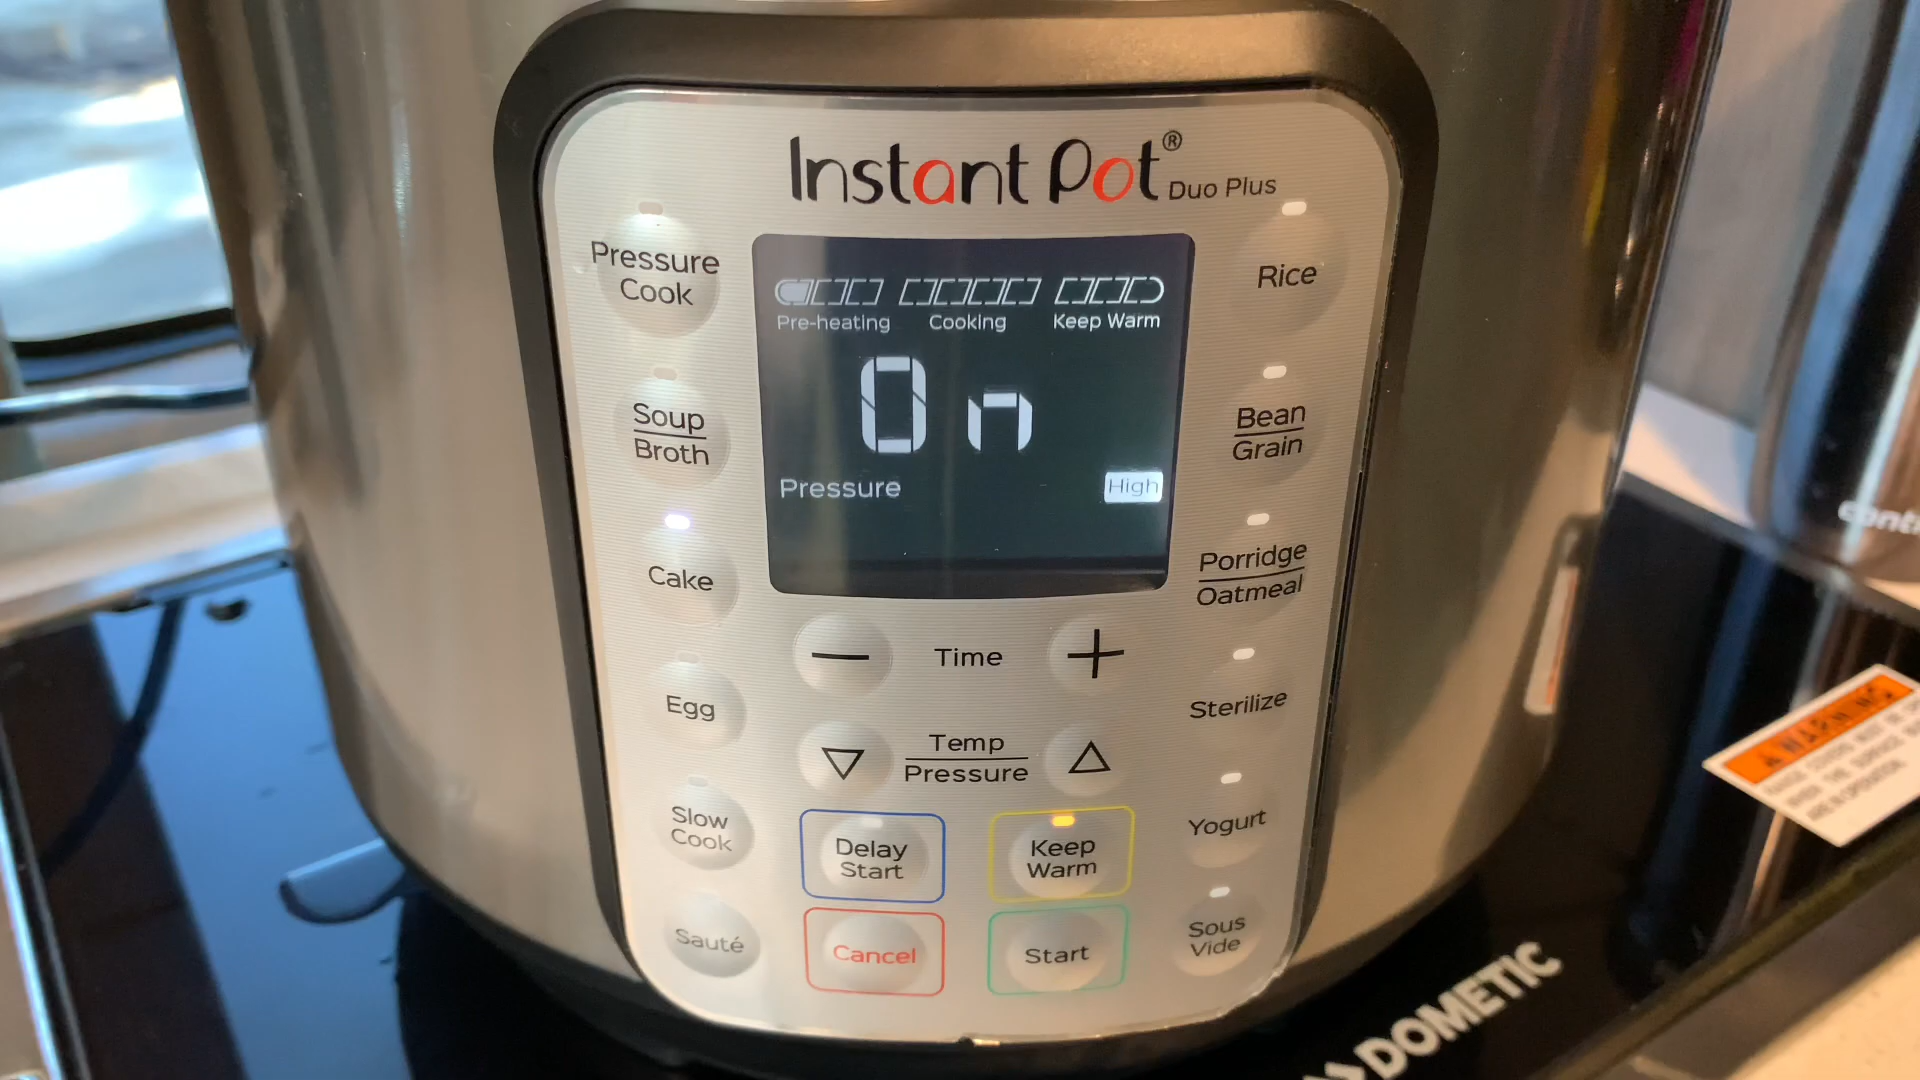 Instant Pot®
Duo Plus
Pressure
Cook
Soup
Broth
Cake
Egg
Slow
Cook
Sauté
Pre-heating Cooking Keep Warm
On
Pressure High
Time
Temp
Pressure
Delay
Start
Keep
Warm
Cancel
Start
Rice
Bean
Grain
Porridge
Oatmeal
Sterilize
Yogurt
Sous
Vide
WARNING
DOMETIC